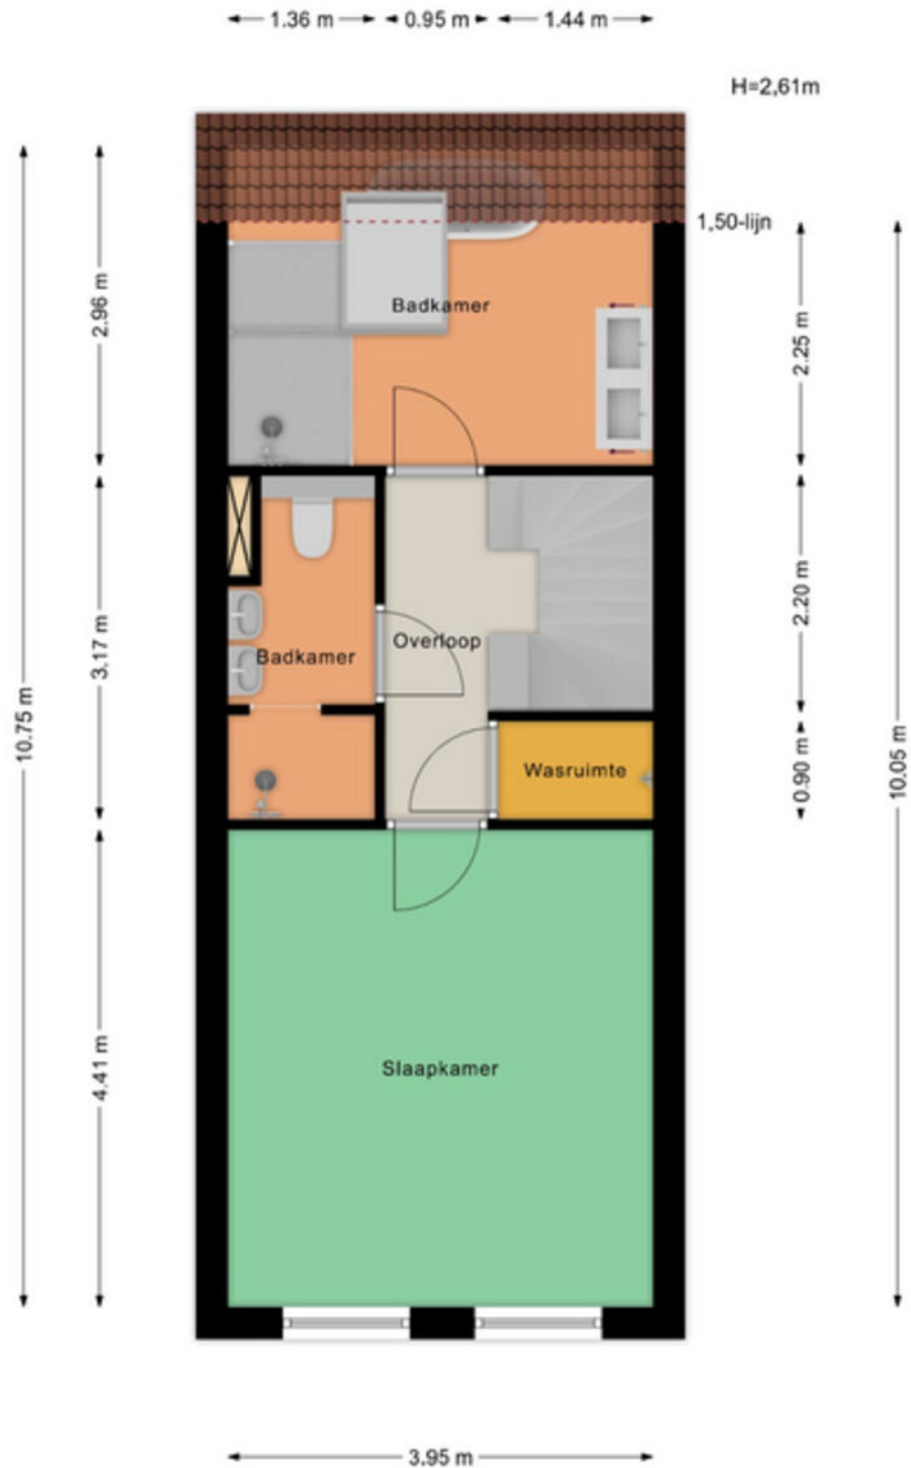 1.36 m
0.95 m
1.44 m
H=2,61m
1,50-lijn
2.96 m
Badkamer
2.25 m
3.17 m
Badkamer
Overloop
2.20 m
10.75 m
10.05 m
Wasruimte
0.90 m
4.41 m
Slaapkamer
3.95 m